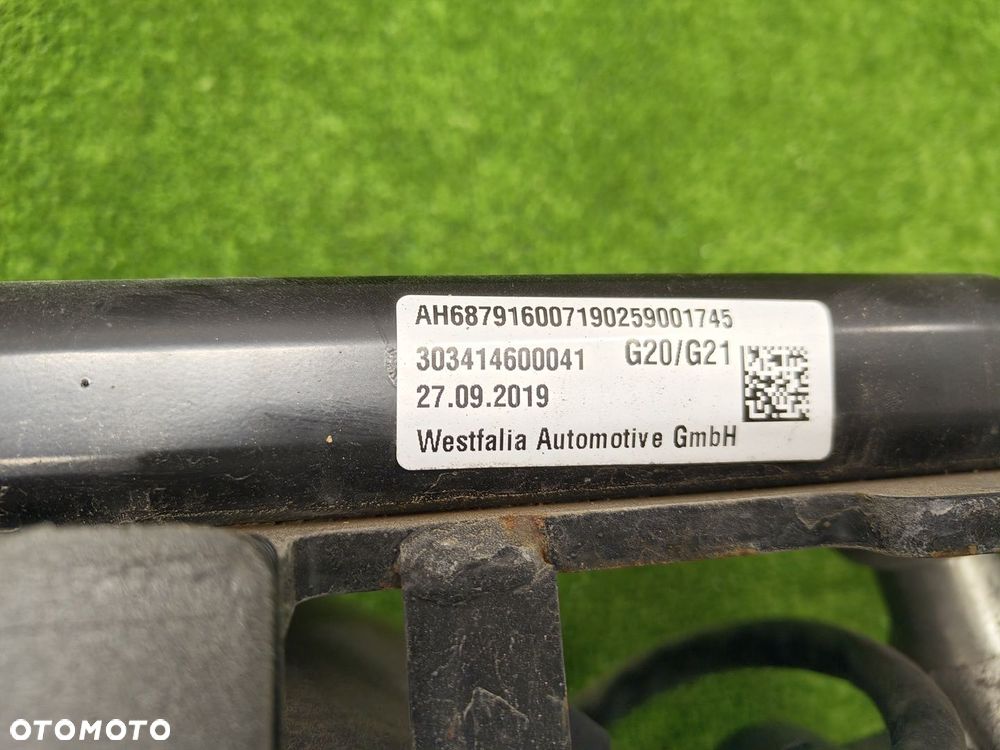 AH687916007190259001745
303414600041 G20/G21
27.09.2019
Westfalia Automotive GmbH
OTOMOTO